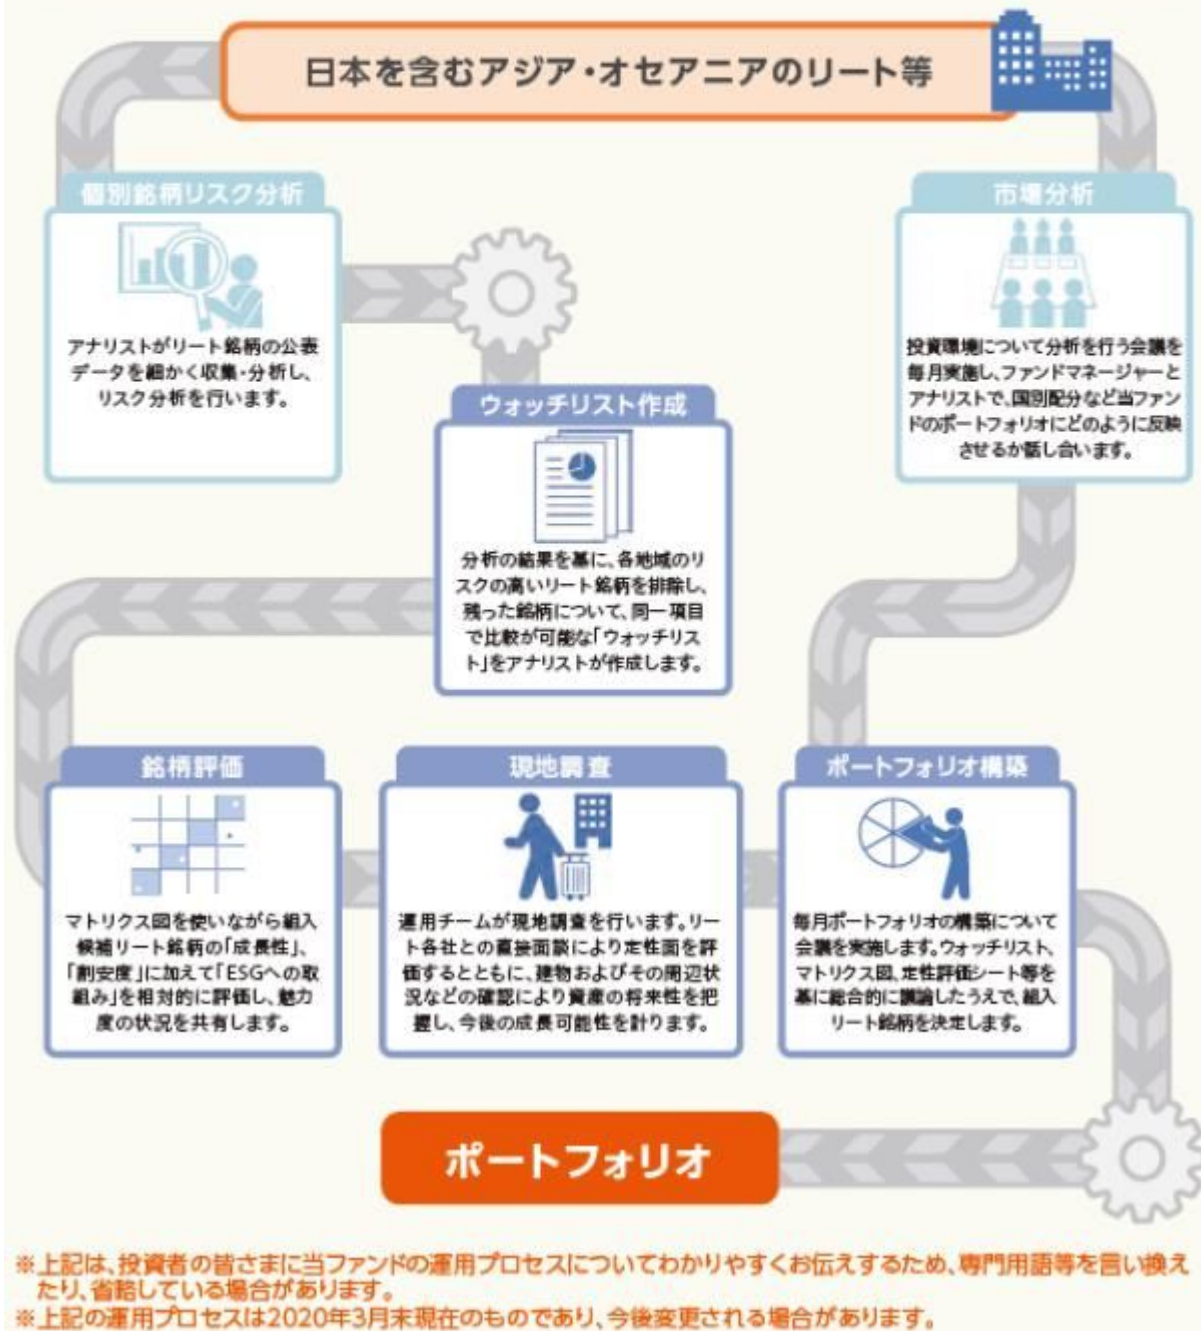 日本を含むアジア・オセアニアのリート等
個別銘柄リスク分析
アナリストがリート銘柄の公表
データを細かく収集・分析し、
リスク分析を行います。
市場分析
投資環境について分析を行う会議を
毎月実施し、ファンドマネージャーと
アナリストで、国別配分など当ファン
ドのポートフォリオにどのように反映
させるか話し合います。
ウォッチリスト作成
分析の結果を基に、各地域のリ
スクの高いリート銘柄を排除し、
残った銘柄について、同一項目
で比較が可能な「ウォッチリス
ト」をアナリストが作成します。
銘柄評価
マトリクス図を使いながら組入
候補リート銘柄の「成長性」、
「割安度」に加えて「ESGへの取
組み」を相対的に評価し、魅力
度の状況を共有します。
現地調査
運用チームが現地調査を行います。リー
ト各社との直接面談により定性面を評
価するとともに、建物およびその周辺状
況などの確認により資産の将来性を把
握し、今後の成長可能性を計ります。
ポートフォリオ構築
毎月ポートフォリオの構築について
会議を実施します。ウォッチリスト、
マトリクス図、定性評価シート等を
基に総合的に議論したうえで、組入
リート銘柄を決定します。
ポートフォリオ
※上記は、投資者の皆さまに当ファンドの運用プロセスについてわかりやすくお伝えするため、専門用語等を言い換え
たり、省略している場合があります。
※上記の運用プロセスは2020年3月末現在のものであり、今後変更される場合があります。